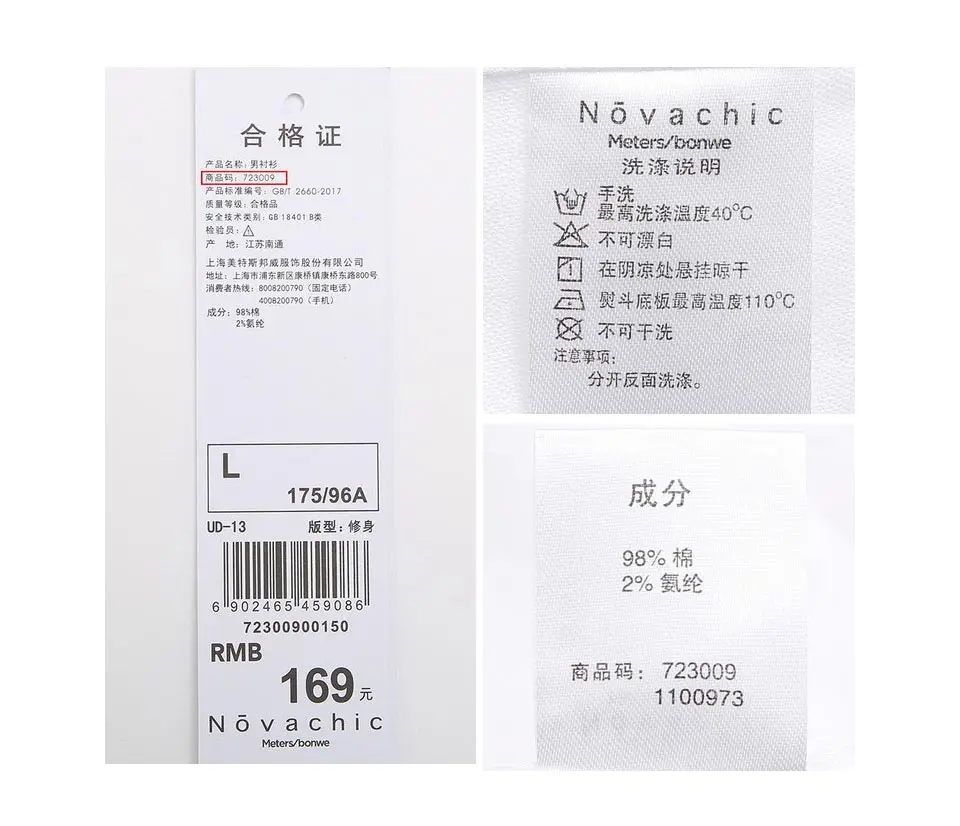 合格证
产品名称：男衬衫
商品码：723009
产品标准编号：GB/T 2660-2017
质量等级：合格品
安全技术类别：GB 18401 B类
检验员：
产　地：江苏南通
上海美特斯邦威服饰股份有限公司
地址：上海市浦东新区康桥镇康桥东路800号
消费者热线：8008200790（固定电话）
4008200790（手机）
成分：98%棉
2%氨纶
L
175/96A
UD-13　版型：修身
6 902465 459086
72300900150
RMB
169元
Nōvachic
Meters/bonwe
Nōvachic
Meters/bonwe
洗涤说明
手洗
最高洗涤温度40°C
不可漂白
在阴凉处悬挂晾干
熨斗底板最高温度110°C
不可干洗
注意事项：
分开反面洗涤。
成分
98% 棉
2% 氨纶
商品码：723009
1100973